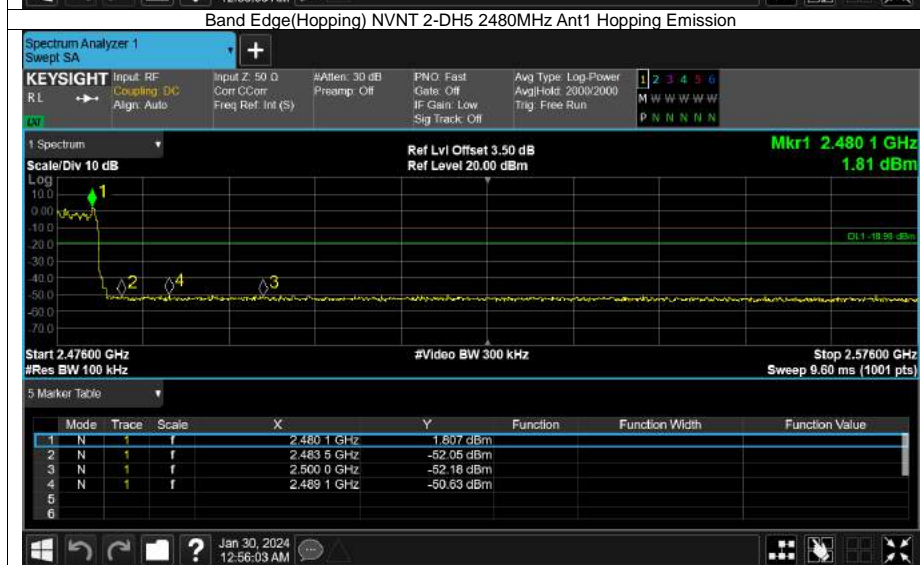 Band Edge(Hopping) NVNT 2-DH5 2480MHz Ant1 Hopping Emission
Spectrum Analyzer 1
Swept SA
+
KEYSIGHT
RL
LXI
Input: RF
Coupling: DC
Align: Auto
Input Z: 50 Ω
Corr CCorr
Freq Ref: Int (S)
#Atten: 30 dB
Preamp: Off
PNO: Fast
Gate: Off
IF Gain: Low
Sig Track: Off
Avg Type: Log-Power
Avg|Hold: 2000/2000
Trig: Free Run
1 2 3 4 5 6
M W W W W W
P N N N N N
1 Spectrum
Scale/Div 10 dB
Log
Ref Lvl Offset 3.50 dB
Ref Level 20.00 dBm
Mkr1 2.480 1 GHz
1.81 dBm
10.0
0.00
-10.0
-20.0
-30.0
-40.0
-50.0
-60.0
-70.0
1
2
4
3
DL1 -18.98 dBm
Start 2.47600 GHz
#Res BW 100 kHz
#Video BW 300 kHz
Stop 2.57600 GHz
Sweep 9.60 ms (1001 pts)
5 Marker Table
Mode Trace Scale X Y Function Function Width Function Value
1 N 1 f 2.480 1 GHz 1.807 dBm
2 N 1 f 2.483 5 GHz -52.05 dBm
3 N 1 f 2.500 0 GHz -52.18 dBm
4 N 1 f 2.489 1 GHz -50.63 dBm
5
6
?
Jan 30, 2024
12:56:03 AM